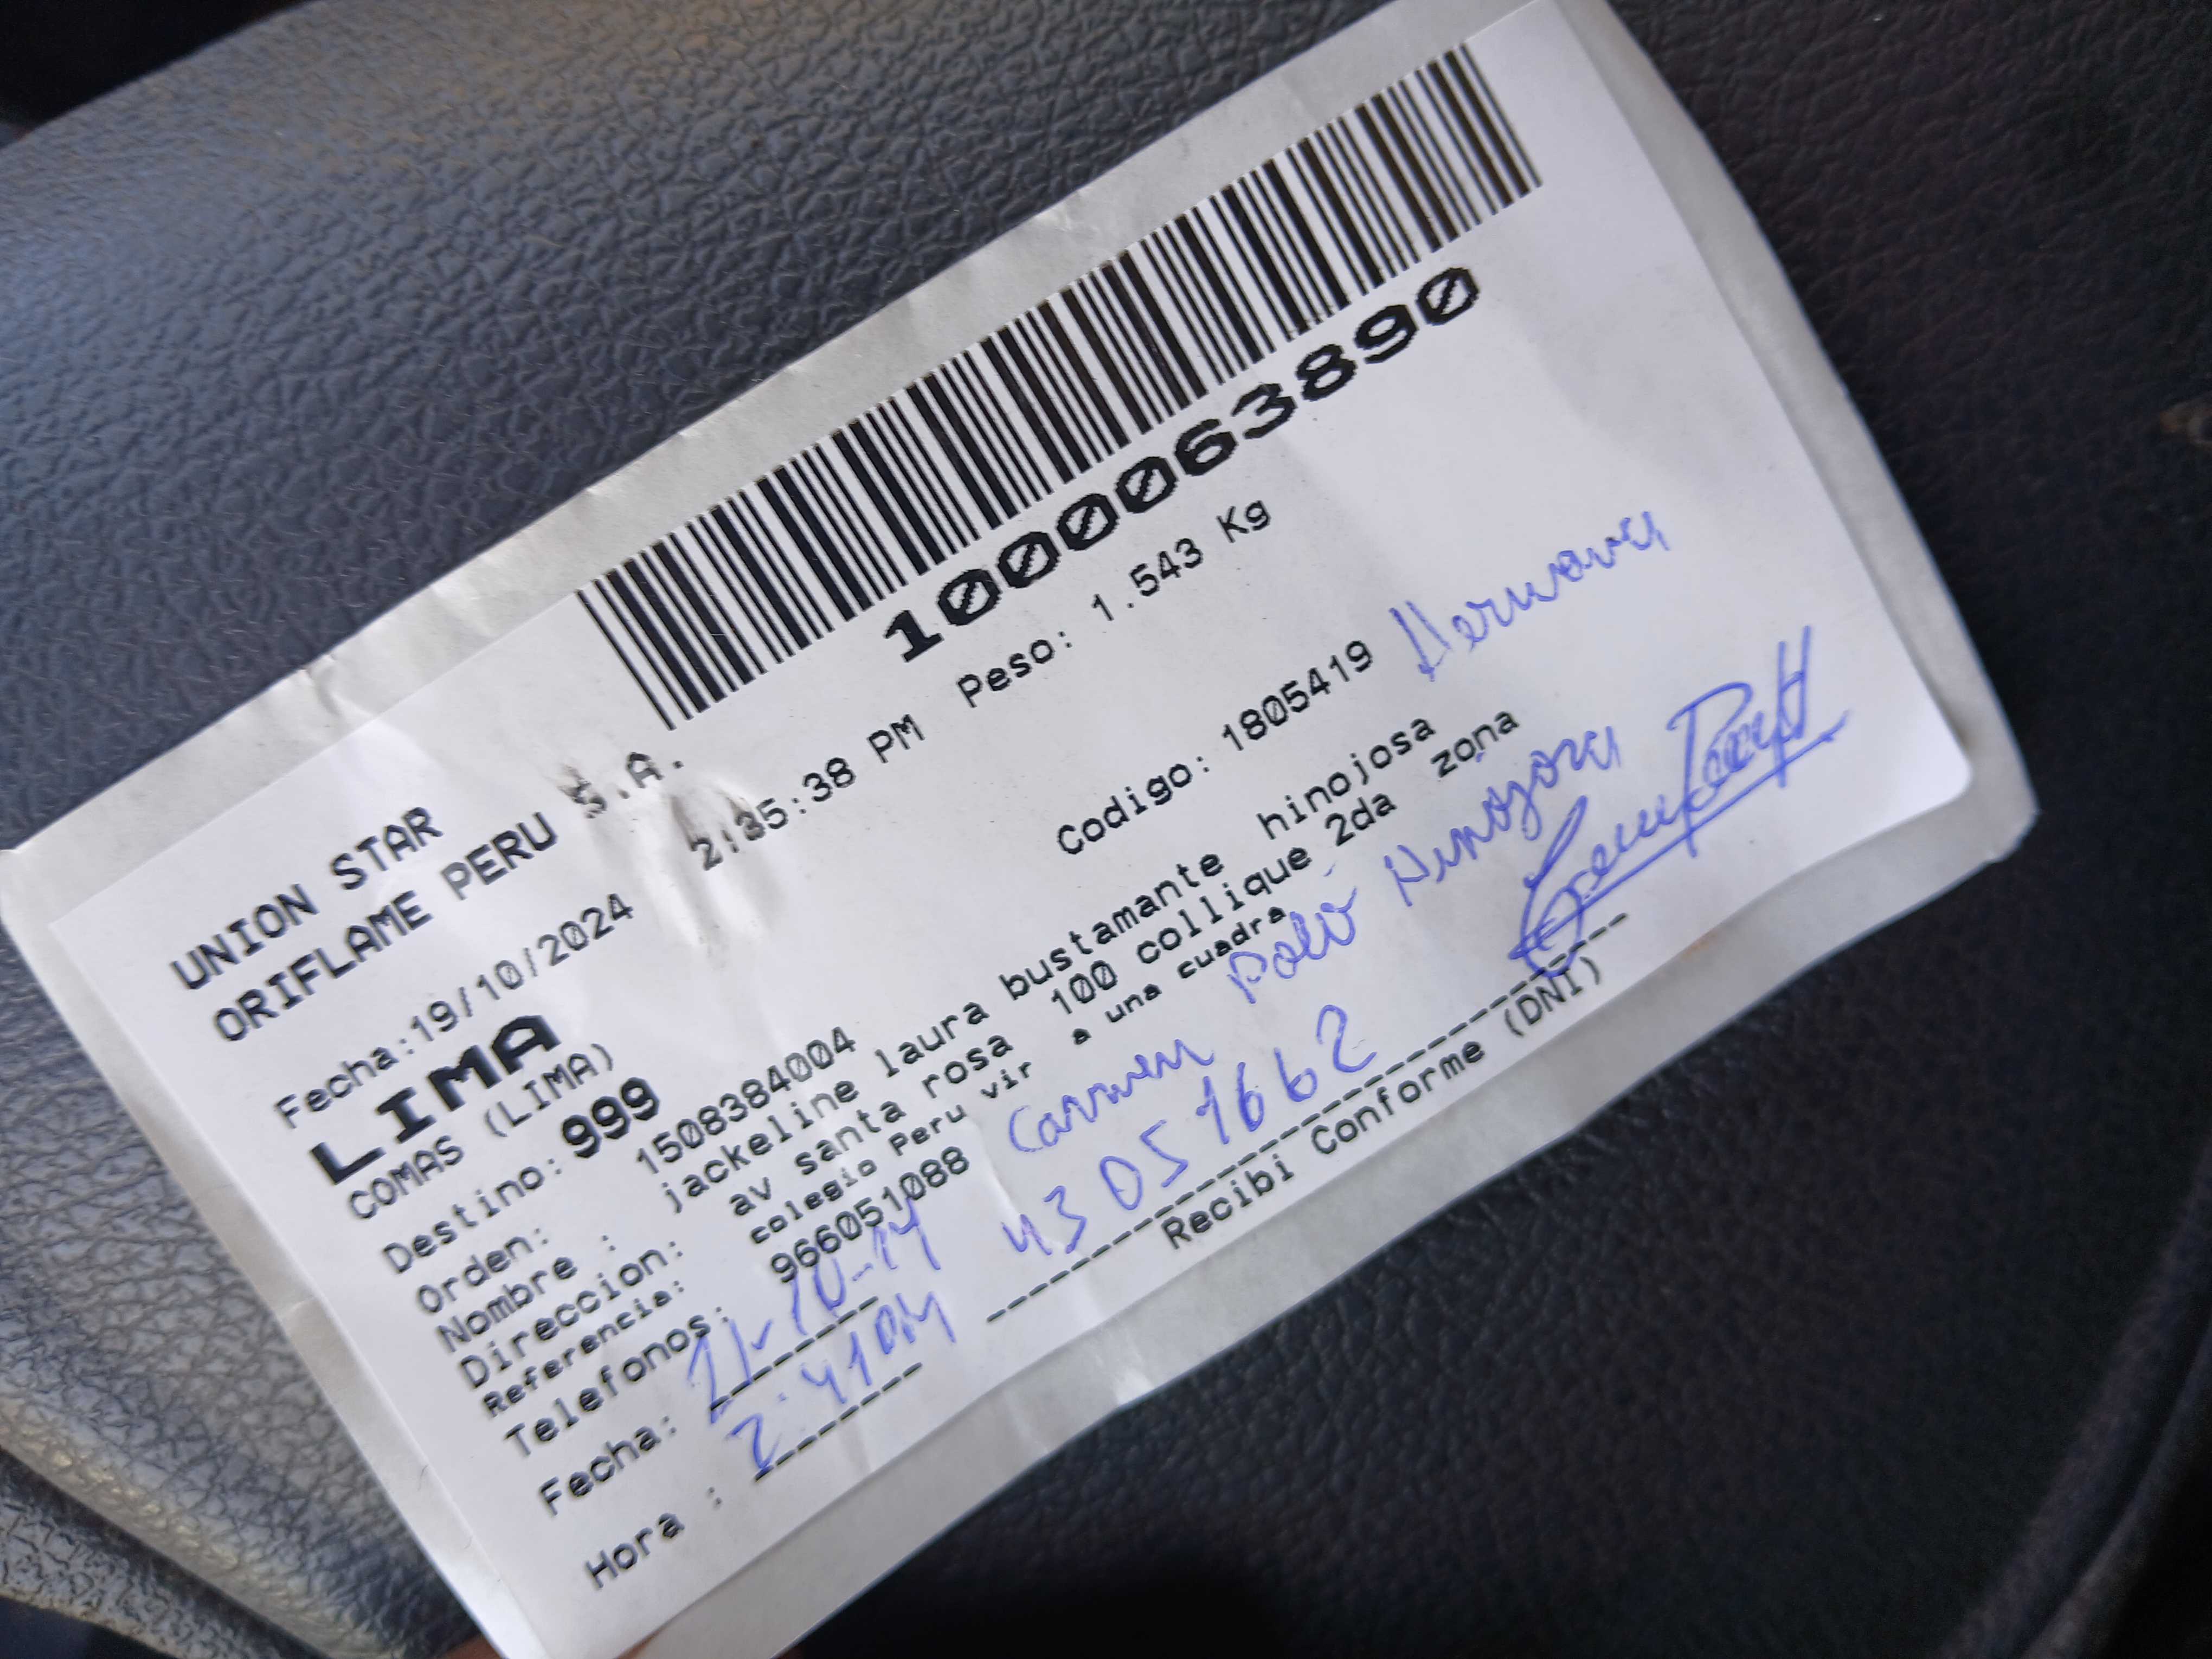 1000063890
UNION STAR
ORIFLAME PERU S.A.
Fecha:19/10/2024 2:35:38 PM Peso: 1.543 Kg
LIMA
COMAS (LIMA)
Destino: 999 Codigo: 1805419 Hermana
Orden: 1508384004
Nombre : jackeline laura bustamante hinojosa
Direccion: av santa rosa 100 collique 2da zona
Referencia: colegio Peru vir a una cuadra
Telefonos: 966051088 Carmen Polo Hinojosa
Fecha: 21-10-24 43051662
Hora : 2:41PM
Recibi Conforme (DNI)